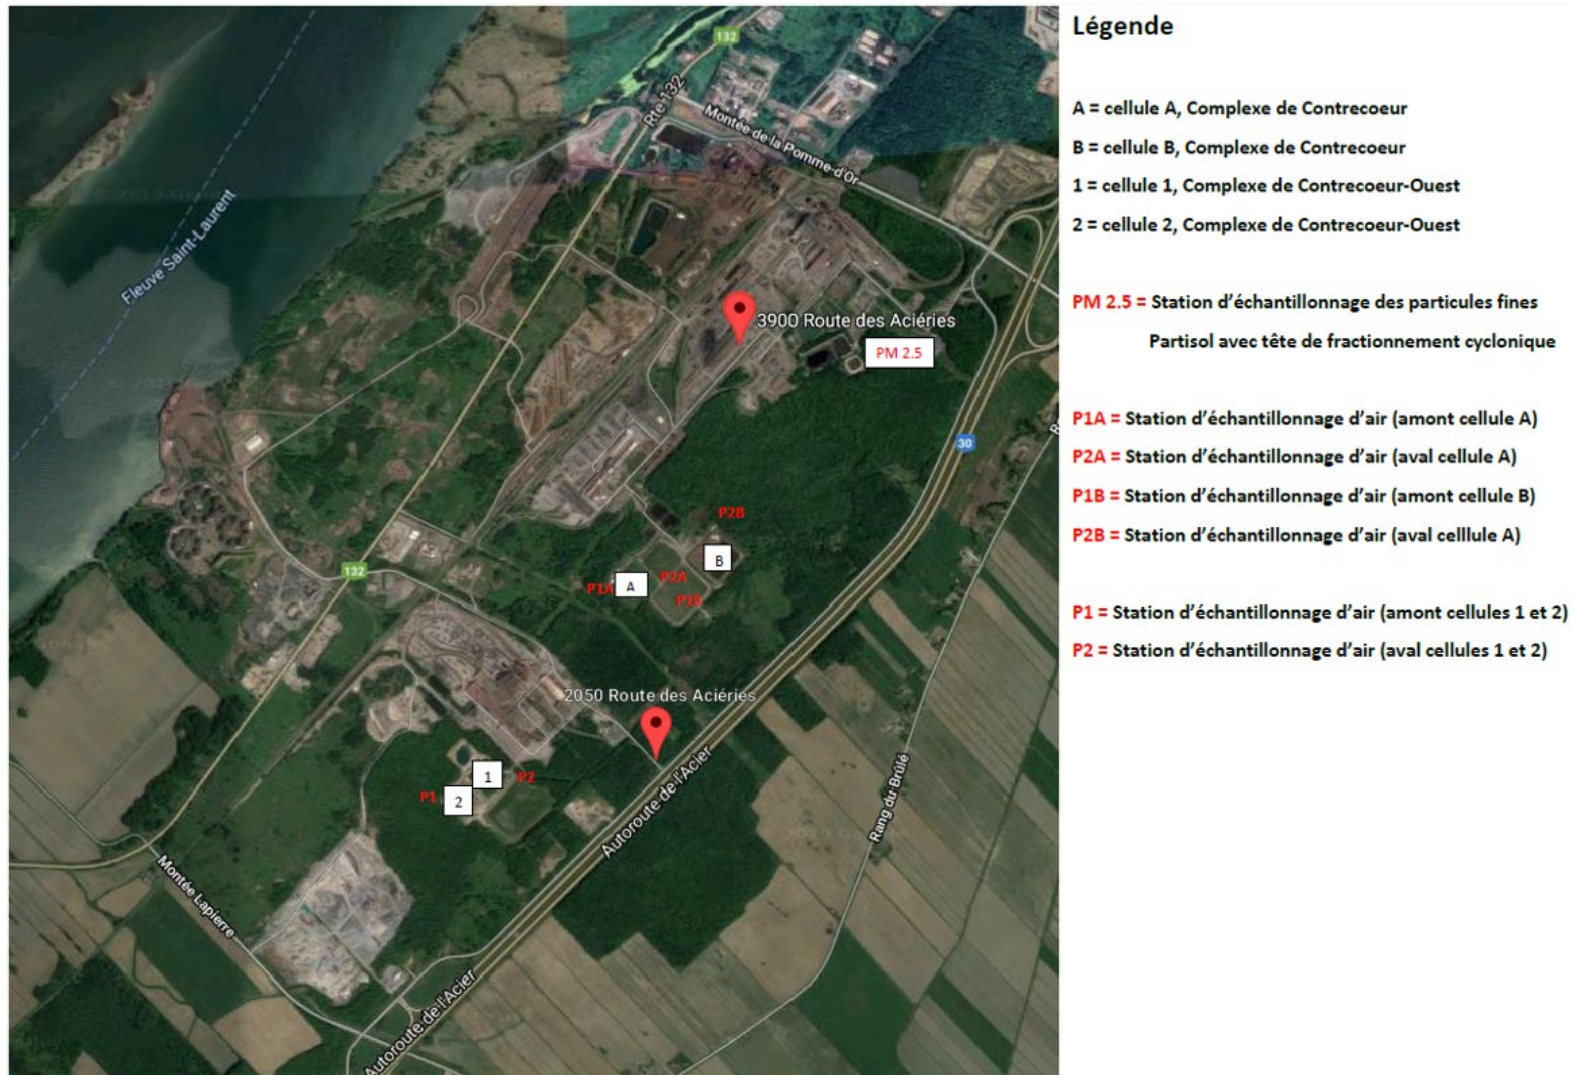 132
Rte 132
Montée de la Pomme-d'Or
Fleuve Saint-Laurent
3900 Route des Aciéries
PM 2.5
30
P2B
B
P1A
A
P2A
P1B
132
2050 Route des Aciéries
1
P2
P1
2
Autoroute de l'Acier
Rang du Brûlé
Montée Lapierre
Autoroute de l'Acier
Légende
A = cellule A, Complexe de Contrecoeur
B = cellule B, Complexe de Contrecoeur
1 = cellule 1, Complexe de Contrecoeur-Ouest
2 = cellule 2, Complexe de Contrecoeur-Ouest
PM 2.5 = Station d'échantillonnage des particules fines
Partisol avec tête de fractionnement cyclonique
P1A = Station d'échantillonnage d'air (amont cellule A)
P2A = Station d'échantillonnage d'air (aval cellule A)
P1B = Station d'échantillonnage d'air (amont cellule B)
P2B = Station d'échantillonnage d'air (aval celllule A)
P1 = Station d'échantillonnage d'air (amont cellules 1 et 2)
P2 = Station d'échantillonnage d'air (aval cellules 1 et 2)